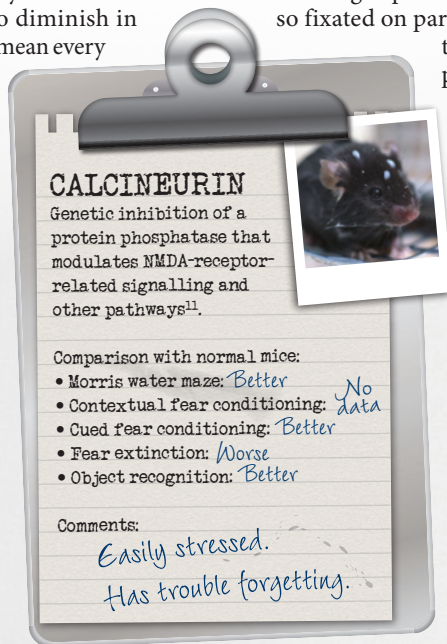 o diminish in
mean every
so fixated on par
t
p
CALCINEURIN
Genetic inhibition of a
protein phosphatase that
modulates NMDA-receptor-
related signalling and
other pathways¹¹.
Comparison with normal mice:
• Morris water maze: Better
• Contextual fear conditioning: No data
• Cued fear conditioning: Better
• Fear extinction: Worse
• Object recognition: Better
Comments:
Easily stressed.
Has trouble forgetting.